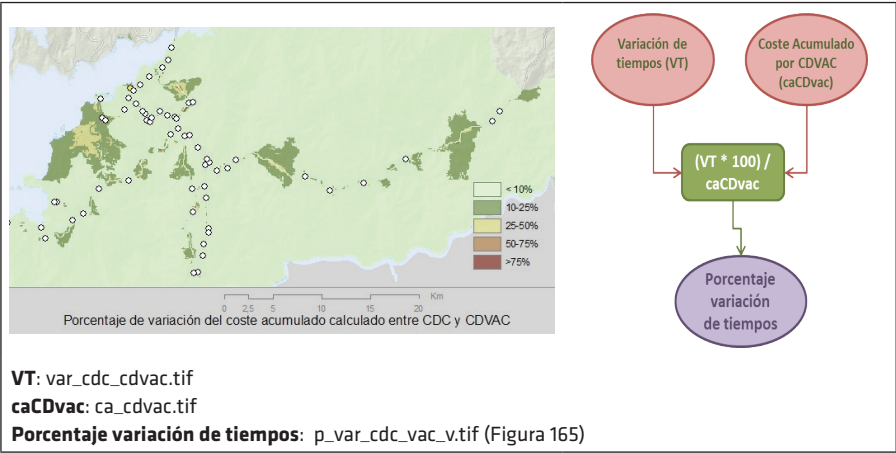 < 10%
10-25%
25-50%
50-75%
>75%
Km
0 2,5 5 10 15 20
Porcentaje de variación del coste acumulado calculado entre CDC y CDVAC
Variación de
tiempos (VT)
Coste Acumulado
por CDVAC
(caCDvac)
(VT * 100) /
caCDvac
Porcentaje
variación
de tiempos
VT: var_cdc_cdvac.tif
caCDvac: ca_cdvac.tif
Porcentaje variación de tiempos: p_var_cdc_vac_v.tif (Figura 165)